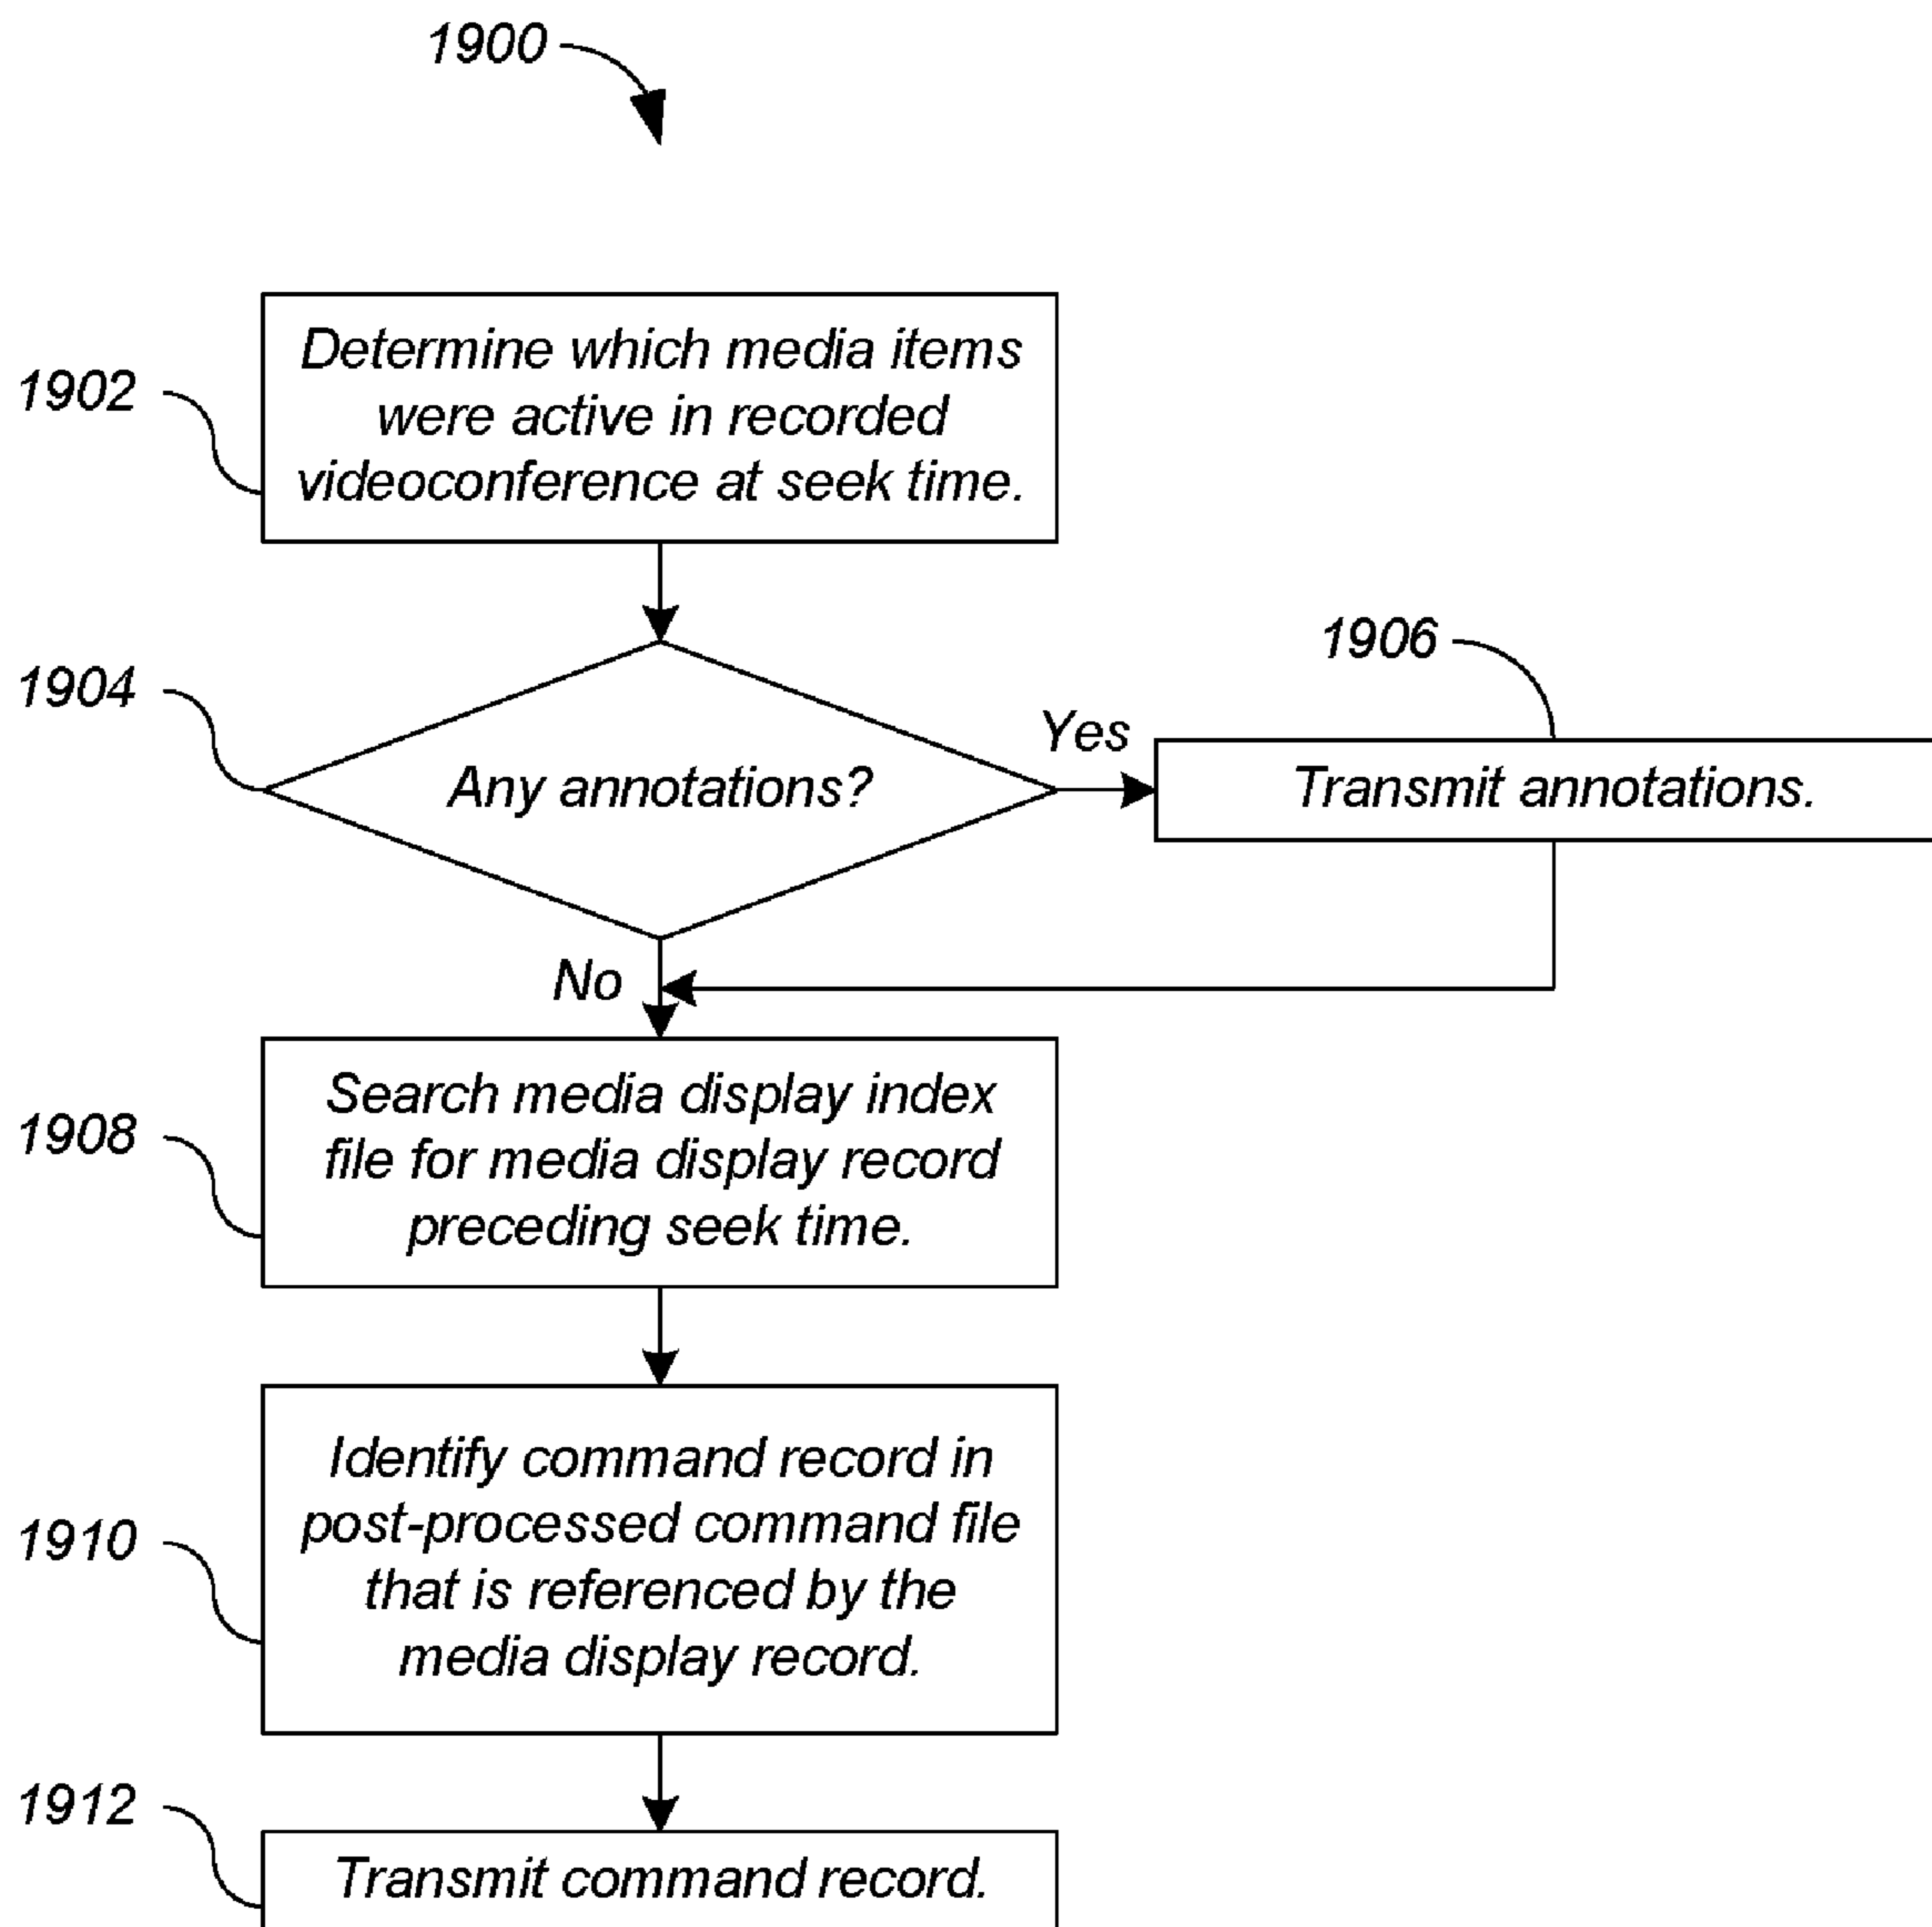 1900
1902
Determine which media items
were active in recorded
videoconference at seek time.
1904
Any annotations?
Yes
1906
Transmit annotations.
No
1908
Search media display index
file for media display record
preceding seek time.
1910
Identify command record in
post-processed command file
that is referenced by the
media display record.
1912
Transmit command record.